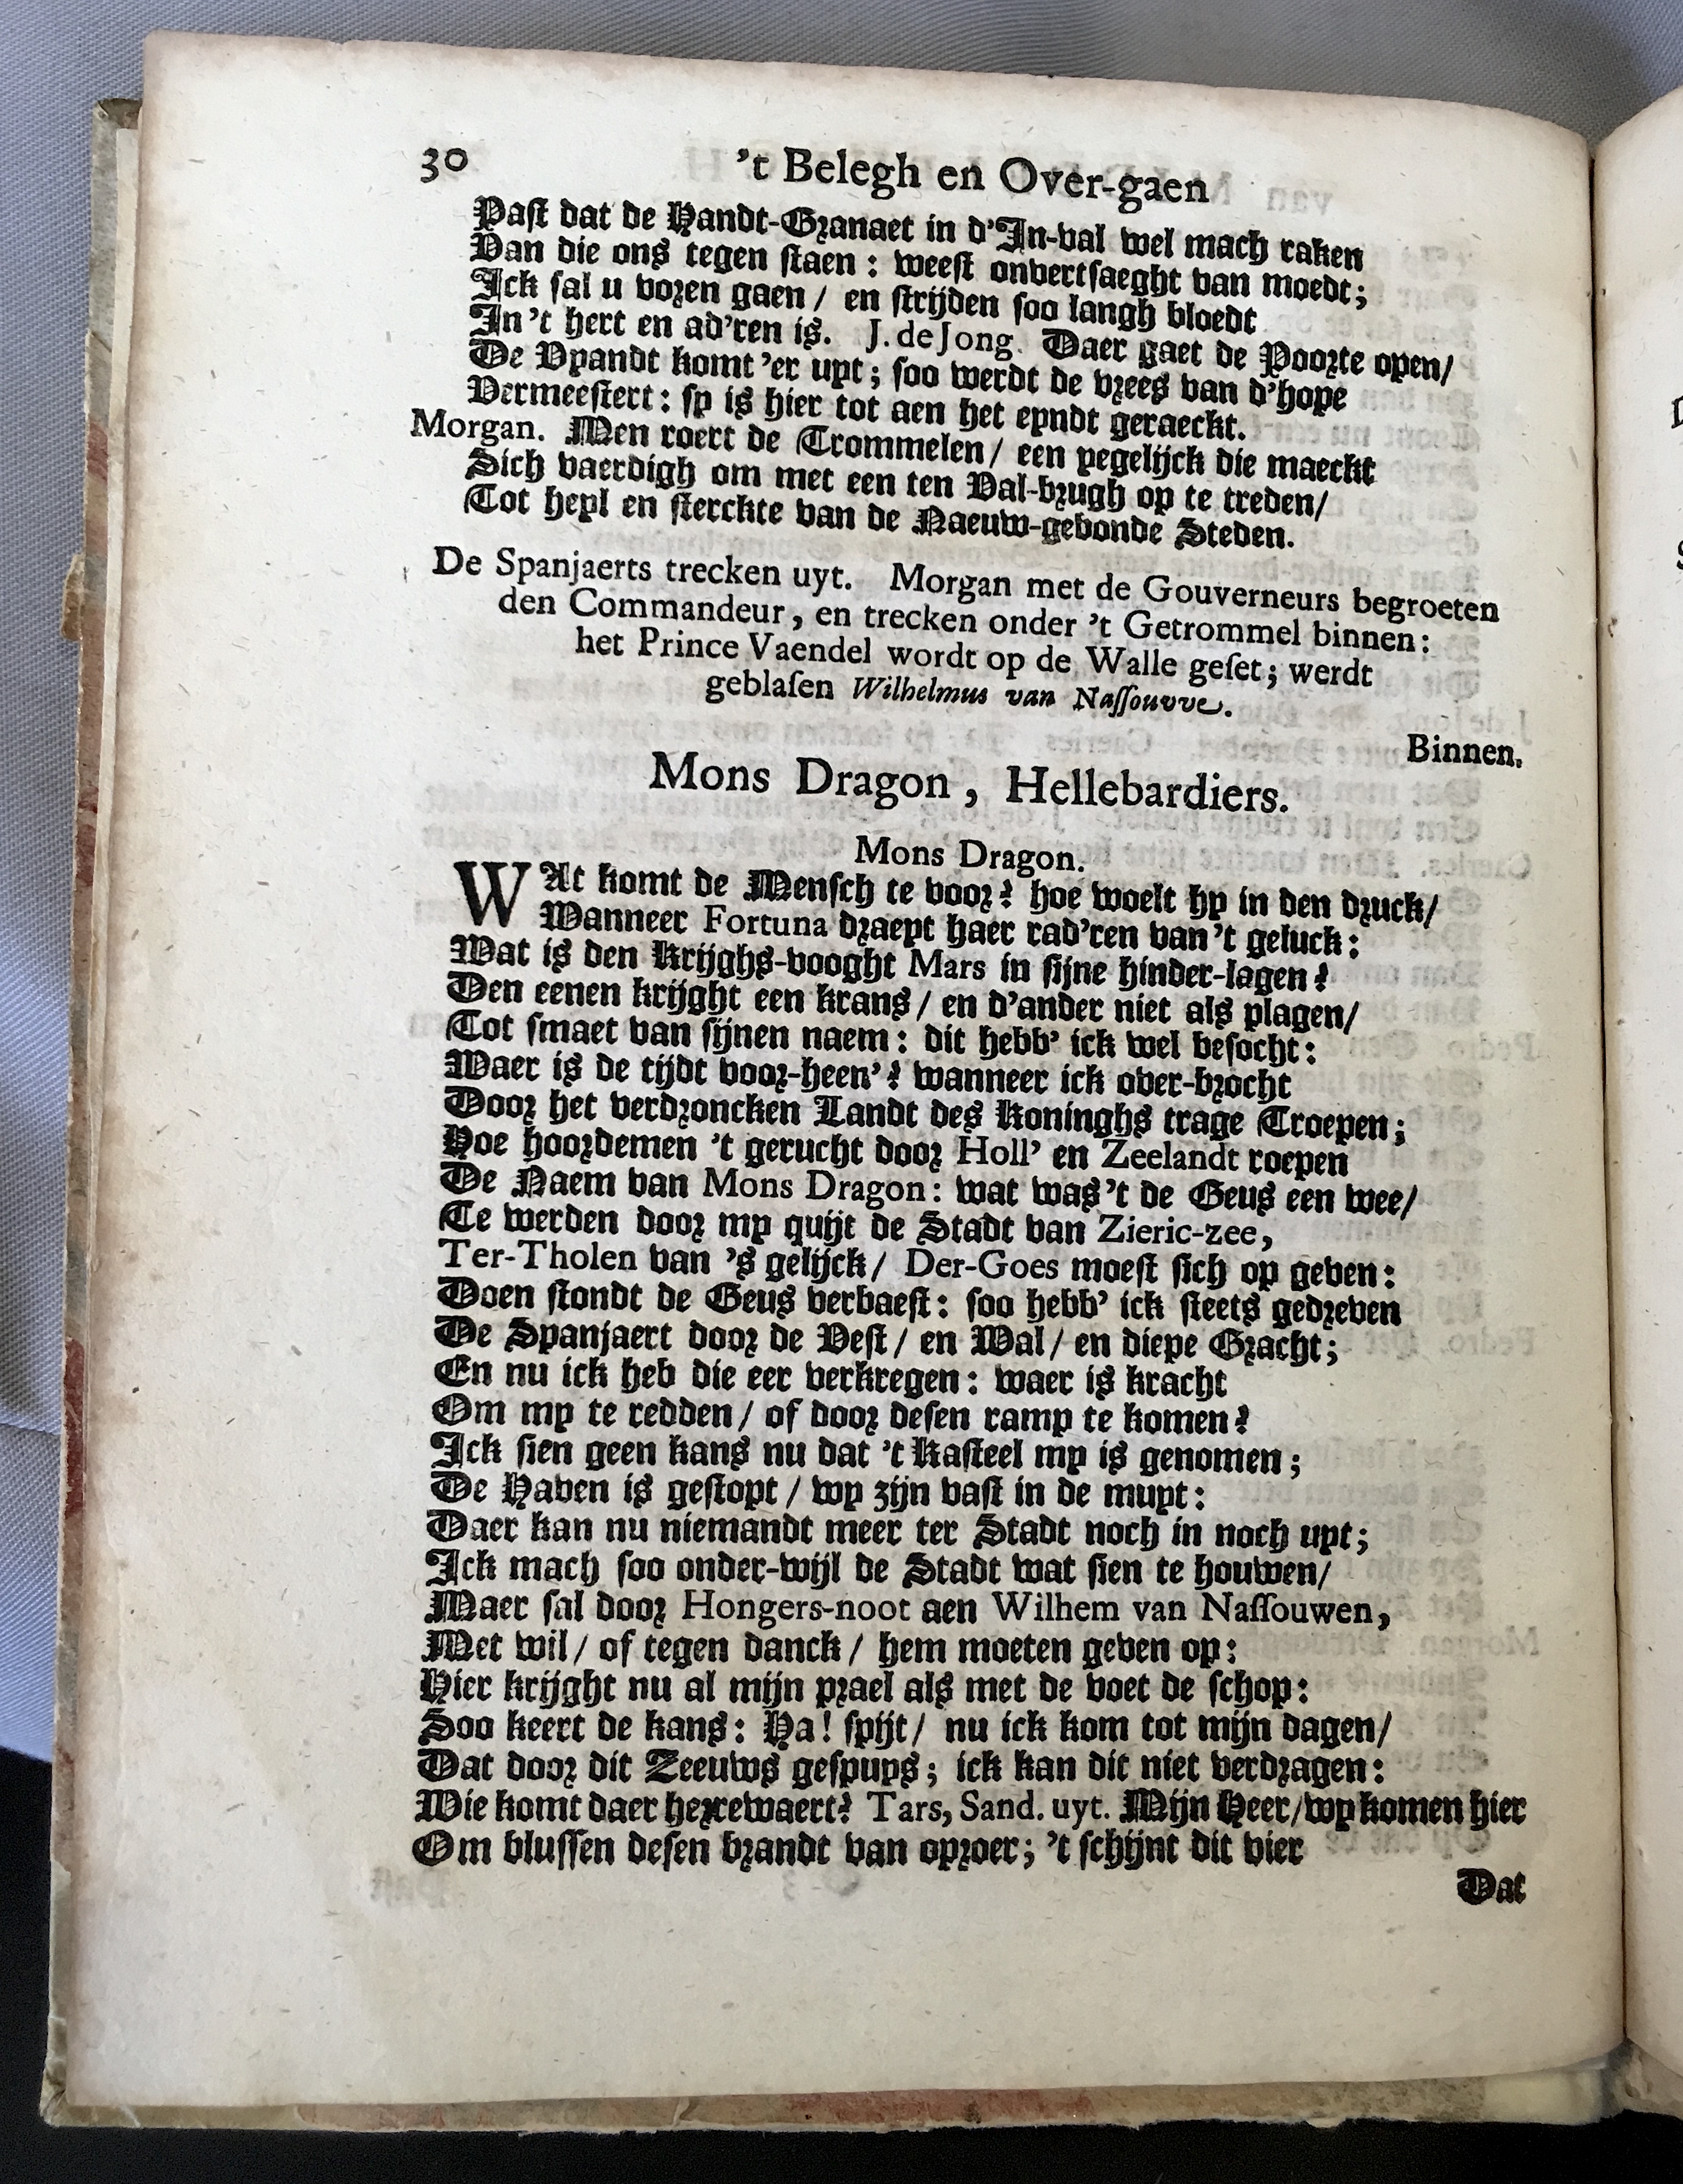 30 't Belegh en Over-gaen
Past dat de Handt-Granaet in d'In-val wel mach raken
Van die ons tegen staen : weest onvertsaeght van moedt;
Ick sal u voren gaen / en strijden soo langh bloedt
In 't hert en ad'ren is. J. de Jong. Daer gaet de Poorte open /
De Vyandt komt 'er uyt ; soo werdt de vrees van d'hope
Vermeestert : sy is hier tot aen het eyndt geraeckt.
Morgan. Men roert de Trommelen / een yegelijck die maeckt
Sich vaerdigh om met een ten Val-brugh op te treden /
Tot heyl en sterckte van de Naeuw-gebonde Steden.
De Spanjaerts trecken uyt. Morgan met de Gouverneurs begroeten
den Commandeur, en trecken onder 't Getrommel binnen:
het Prince Vaendel wordt op de Walle geset; werdt
geblasen Wilhelmus van Nassouvve.
Binnen.
Mons Dragon, Hellebardiers.
Mons Dragon.
WAt komt de Mensch te voor? hoe woelt hy in den druck /
Wanneer Fortuna draeyt haer rad'ren van 't geluck :
Wat is den Krijghs-vooght Mars in sijne hinder-lagen?
Den eenen krijght een krans / en d'ander niet als plagen /
Tot smaet van sijnen naem : dit hebb' ick wel besocht :
Waer is de tijdt voor-heen'? wanneer ick over-brocht
Door het verdroncken Landt des Koninghs trage Troepen ;
Hoe hoordemen 't gerucht door Holl' en Zeelandt roepen
De Naem van Mons Dragon: wat was 't de Geus een wee /
Te werden door my quijt de Stadt van Zieric-zee,
Ter-Tholen van 's gelijck / Der-Goes moest sich op geven :
Doen stondt de Geus verbaest : soo hebb' ick steets gedreven
De Spanjaert door de Vest / en Wal / en diepe Gracht ;
En nu ick heb die eer verkregen : waer is kracht
Om my te redden / of door desen ramp te komen?
Ick sien geen kans nu dat 't Kasteel my is genomen ;
De Haven is gestopt / wy zijn vast in de muyt :
Daer kan nu niemandt meer ter Stadt noch in noch uyt ;
Ick mach soo onder-wijl de Stadt wat sien te houwen /
Maer sal door Hongers-noot aen Wilhem van Nassouwen,
Met wil / of tegen danck / hem moeten geven op :
Hier krijght nu al mijn prael als met de voet de schop :
Soo keert de kans : Ha! spijt / nu ick kom tot mijn dagen /
Dat door dit Zeeuws gespuys ; ick kan dit niet verdragen :
Wie komt daer herrewaert? Tars, Sand. uyt. Mijn Heer / wy komen hier
Om blussen desen brandt van oproer ; 't schijnt dit vier
Dat